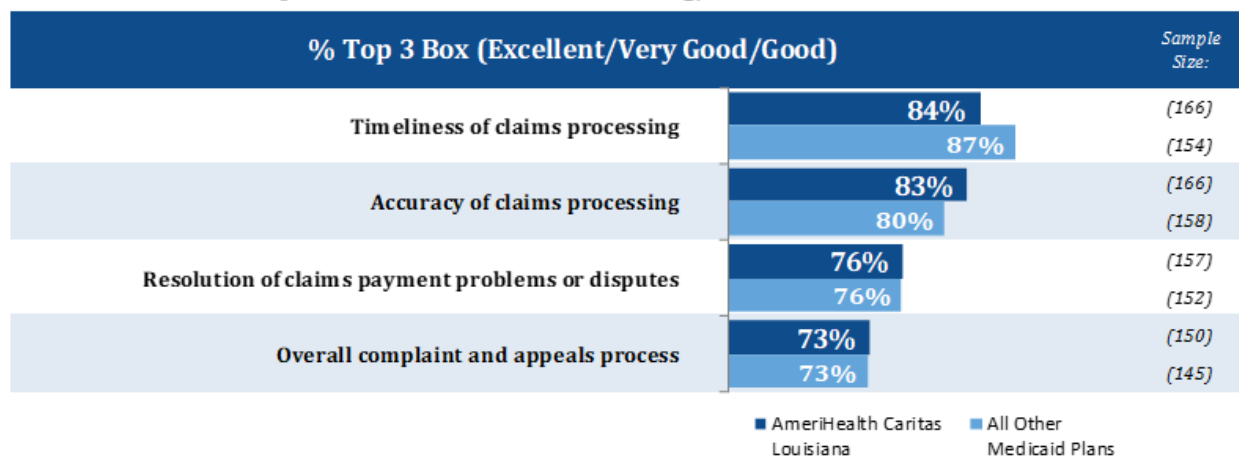 % Top 3 Box (Excellent/Very Good/Good)
Sample
Size:
Timeliness of claims processing
84%
(166)
87%
(154)
Accuracy of claims processing
83%
(166)
80%
(158)
Resolution of claims payment problems or disputes
76%
(157)
76%
(152)
Overall complaint and appeals process
73%
(150)
73%
(145)
AmeriHealth Caritas
Louisiana
All Other
Medicaid Plans